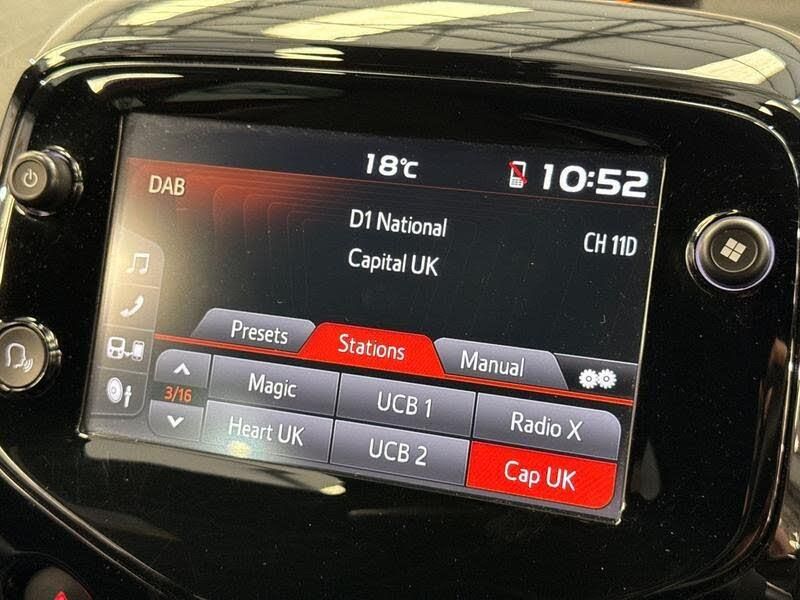 18°C
10:52
DAB
D1 National
CH 11D
Capital UK
Presets
Stations
Manual
3/16
Magic
UCB 1
Radio X
Heart UK
UCB 2
Cap UK